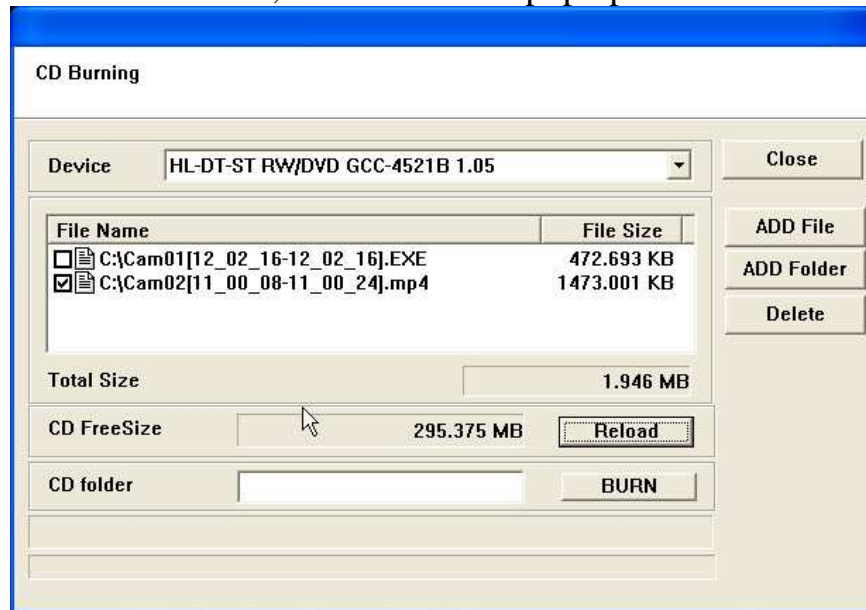 CD Burning
Device HL-DT-ST RW/DVD GCC-4521B 1.05 Close
File Name File Size ADD File
C:\Cam01[12_02_16-12_02_16].EXE 472.693 KB ADD Folder
C:\Cam02[11_00_08-11_00_24].mp4 1473.001 KB
Delete
Total Size 1.946 MB
CD FreeSize 295.375 MB Reload
CD folder BURN